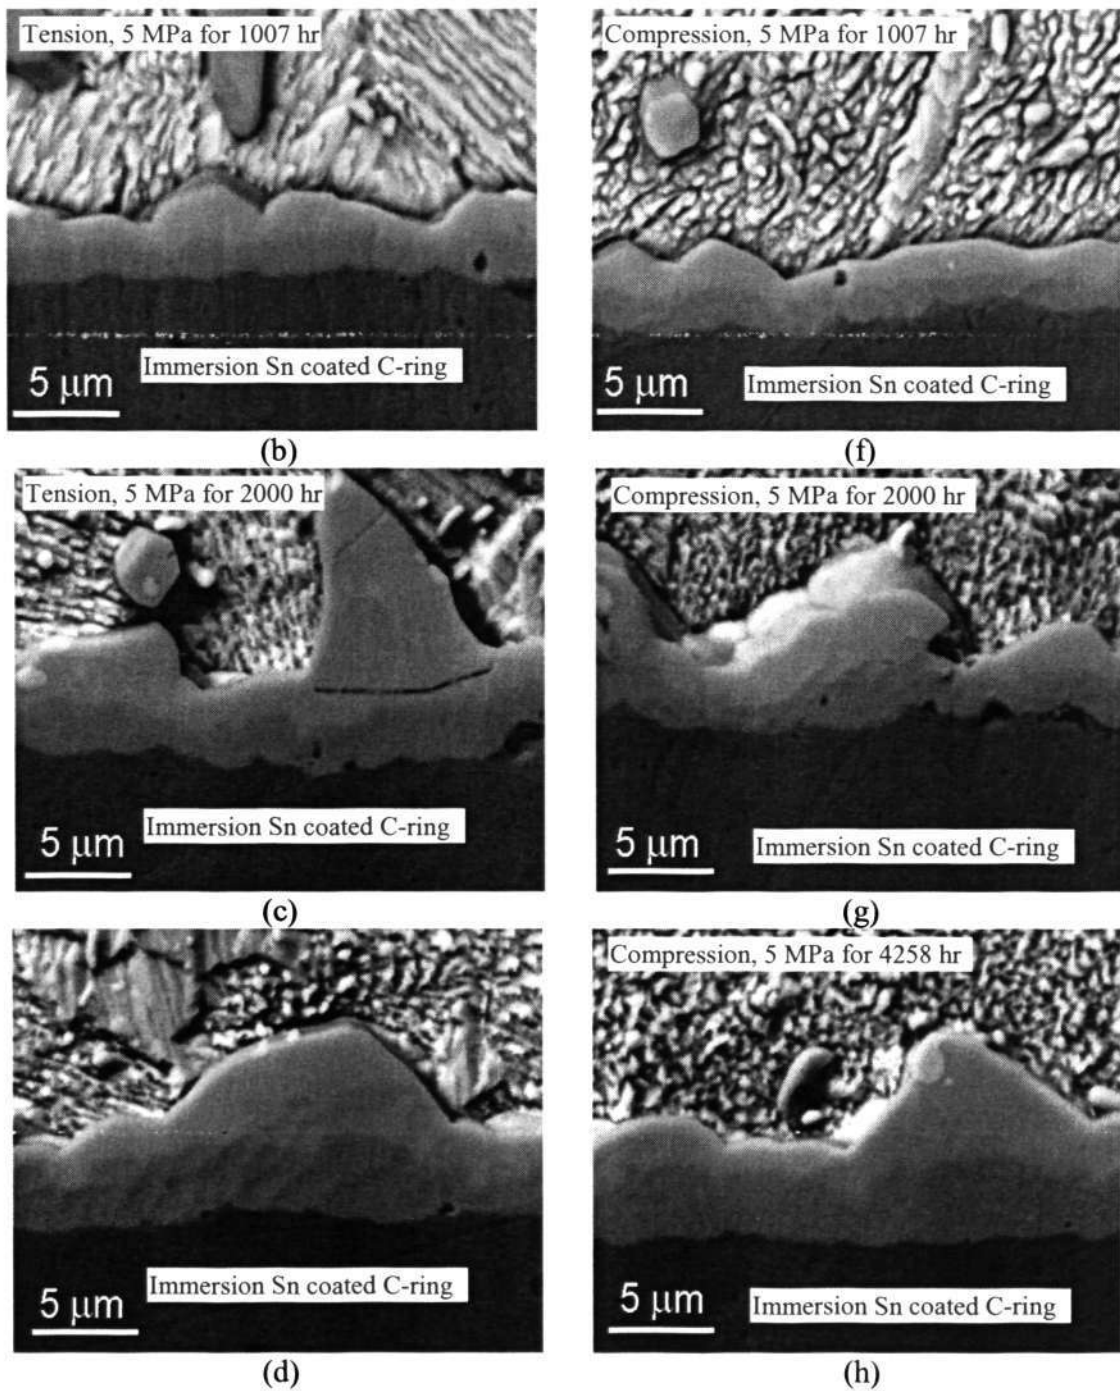 Tension, 5 MPa for 1007 hr
Immersion Sn coated C-ring
5 μm
(b)
Compression, 5 MPa for 1007 hr
Immersion Sn coated C-ring
5 μm
(f)
Tension, 5 MPa for 2000 hr
Immersion Sn coated C-ring
5 μm
(c)
Compression, 5 MPa for 2000 hr
Immersion Sn coated C-ring
5 μm
(g)
Immersion Sn coated C-ring
5 μm
(d)
Compression, 5 MPa for 4258 hr
Immersion Sn coated C-ring
5 μm
(h)